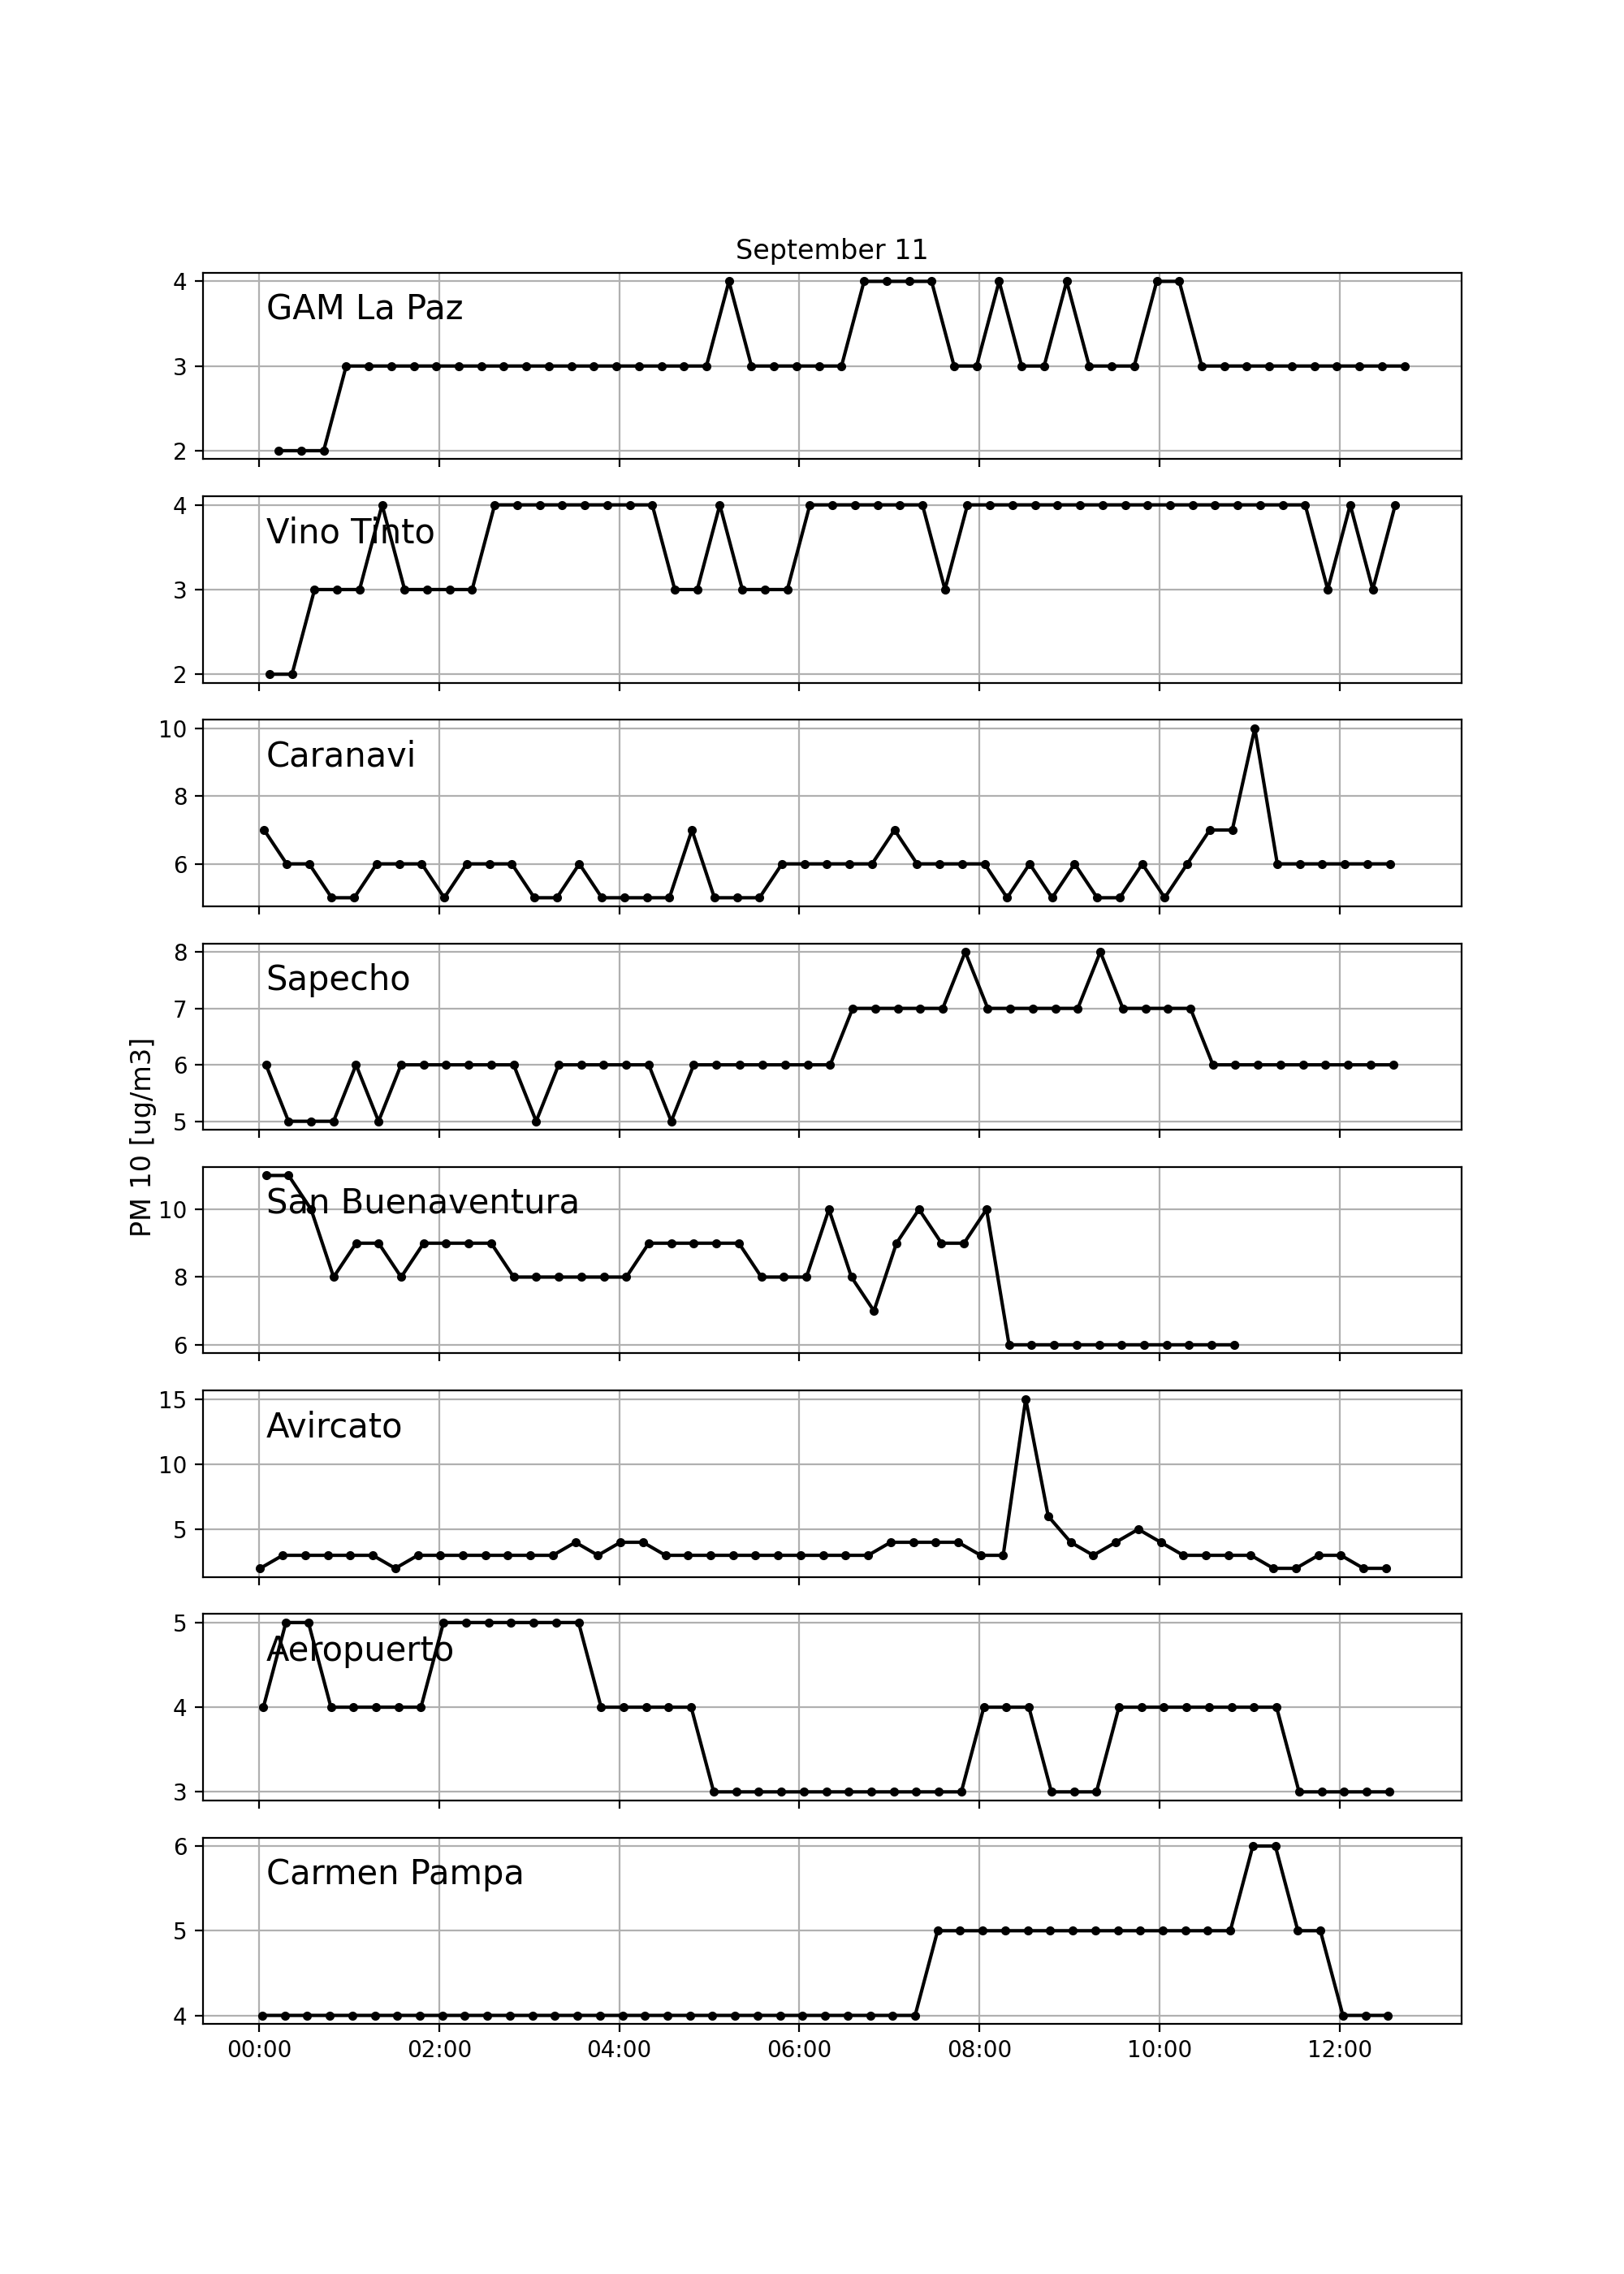 September 11
4
GAM La Paz
3
2
4
Vino Tinto
3
2
10
Caranavi
8
6
8
Sapecho
7
6
5
PM 10 [ug/m3]
San Buenaventura
10
8
6
15
Avircato
10
5
5
Aeropuerto
4
3
6
Carmen Pampa
5
4
00:00 02:00 04:00 06:00 08:00 10:00 12:00